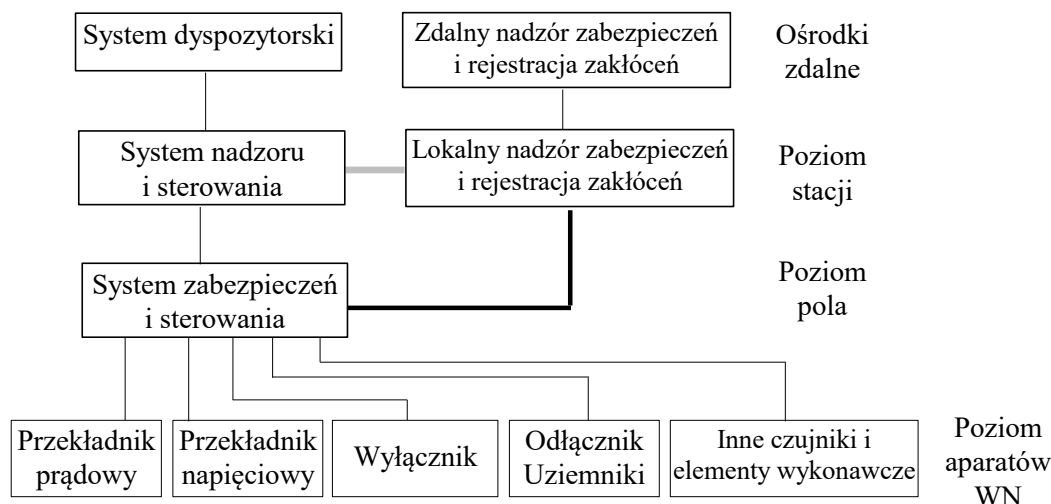 System dyspozytorski
Zdalny nadzór zabezpieczeń
i rejestracja zakłóceń
Ośrodki
zdalne
System nadzoru
i sterowania
Lokalny nadzór zabezpieczeń
i rejestracja zakłóceń
Poziom
stacji
System zabezpieczeń
i sterowania
Poziom
pola
Przekładnik
prądowy
Przekładnik
napięciowy
Wyłącznik
Odłącznik
Uziemniki
Inne czujniki i
elementy wykonawcze
Poziom
aparatów
WN